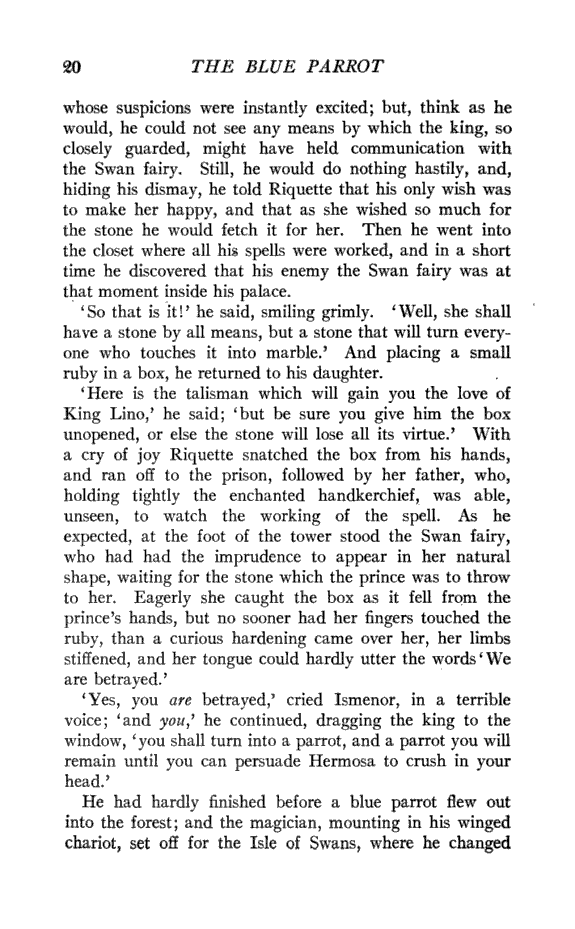 20 THE BLUE PARROT
whose suspicions were instantly excited; but, think as he
would, he could not see any means by which the king, so
closely guarded, might have held communication with
the Swan fairy. Still, he would do nothing hastily, and,
hiding his dismay, he told Riquette that his only wish was
to make her happy, and that as she wished so much for
the stone he would fetch it for her. Then he went into
the closet where all his spells were worked, and in a short
time he discovered that his enemy the Swan fairy was at
that moment inside his palace.
‘So that is it!’ he said, smiling grimly. ‘Well, she shall
have a stone by all means, but a stone that will turn every-
one who touches it into marble.’ And placing a small
ruby in a box, he returned to his daughter.
‘Here is the talisman which will gain you the love of
King Lino,’ he said; ‘but be sure you give him the box
unopened, or else the stone will lose all its virtue.’ With
a cry of joy Riquette snatched the box from his hands,
and ran off to the prison, followed by her father, who,
holding tightly the enchanted handkerchief, was able,
unseen, to watch the working of the spell. As he
expected, at the foot of the tower stood the Swan fairy,
who had had the imprudence to appear in her natural
shape, waiting for the stone which the prince was to throw
to her. Eagerly she caught the box as it fell from the
prince’s hands, but no sooner had her fingers touched the
ruby, than a curious hardening came over her, her limbs
stiffened, and her tongue could hardly utter the words ‘We
are betrayed.’
‘Yes, you are betrayed,’ cried Ismenor, in a terrible
voice; ‘and you,’ he continued, dragging the king to the
window, ‘you shall turn into a parrot, and a parrot you will
remain until you can persuade Hermosa to crush in your
head.’
He had hardly finished before a blue parrot flew out
into the forest; and the magician, mounting in his winged
chariot, set off for the Isle of Swans, where he changed